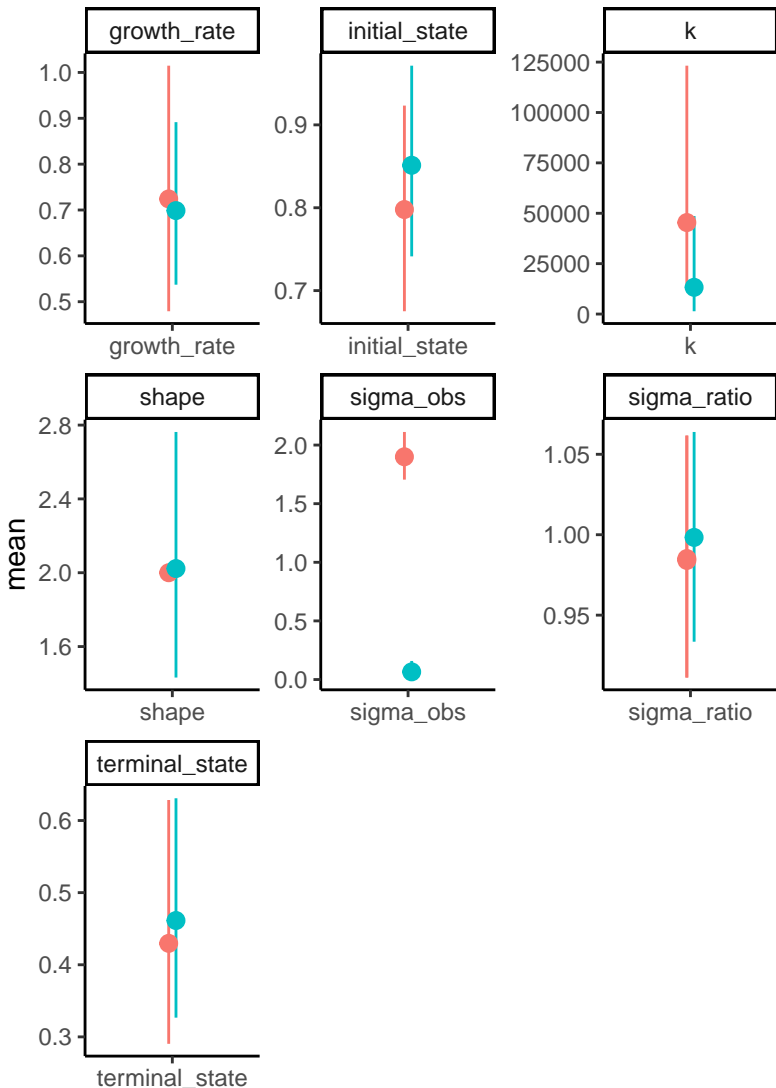 growth_rate
1.0
0.9
0.8
0.7
0.6
0.5
growth_rate
initial_state
0.9
0.8
0.7
initial_state
k
125000
100000
75000
50000
25000
0
k
mean
shape
2.8
2.4
2.0
1.6
shape
sigma_obs
2.0
1.5
1.0
0.5
0.0
sigma_obs
sigma_ratio
1.05
1.00
0.95
sigma_ratio
terminal_state
0.6
0.5
0.4
0.3
terminal_state